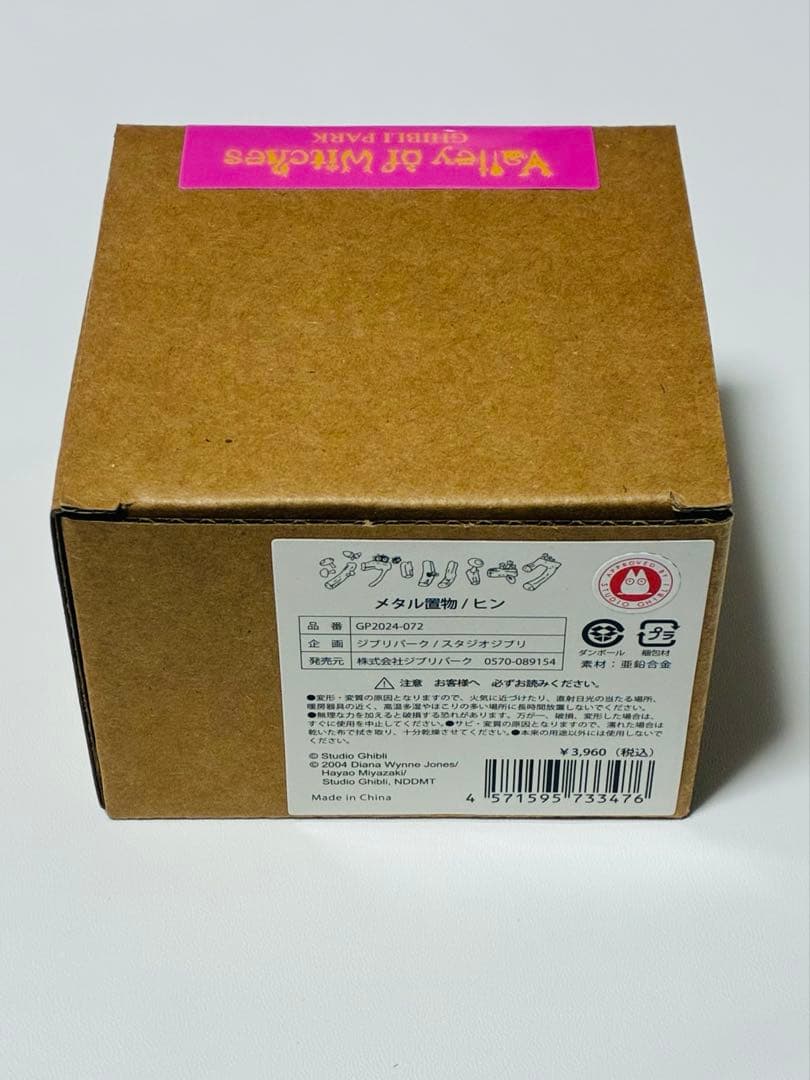 Valley of Witches
GHIBLI PARK
ジブリパーク
APPROVED BY
STUDIO GHIBLI
メタル置物/ヒン
品 番 GP2024-072
企 画 ジブリパーク/スタジオジブリ
発売元 株式会社ジブリパーク 0570-089154
ダンボール
プラ
梱包材
素材：亜鉛合金
⚠ 注意 お客様へ 必ずお読みください。
●変形・変質の原因となりますので、火気に近づけたり、直射日光の当たる場所、
暖房器具の近く、高温多湿やほこりの多い場所に長時間放置しないでください。
●無理な力を加えると破損する恐れがあります。万が一、破損、変形した場合は、
すぐに使用を中止してください。●サビ・変質の原因となりますので、濡れた場合は
乾いた布で拭き取り、十分乾燥させてください。●本来の用途以外には使用しないで
ください。
¥3,960（税込）
© Studio Ghibli
© 2004 Diana Wynne Jones/
Hayao Miyazaki/
Studio Ghibli, NDDMT
Made in China
4 571595 733476